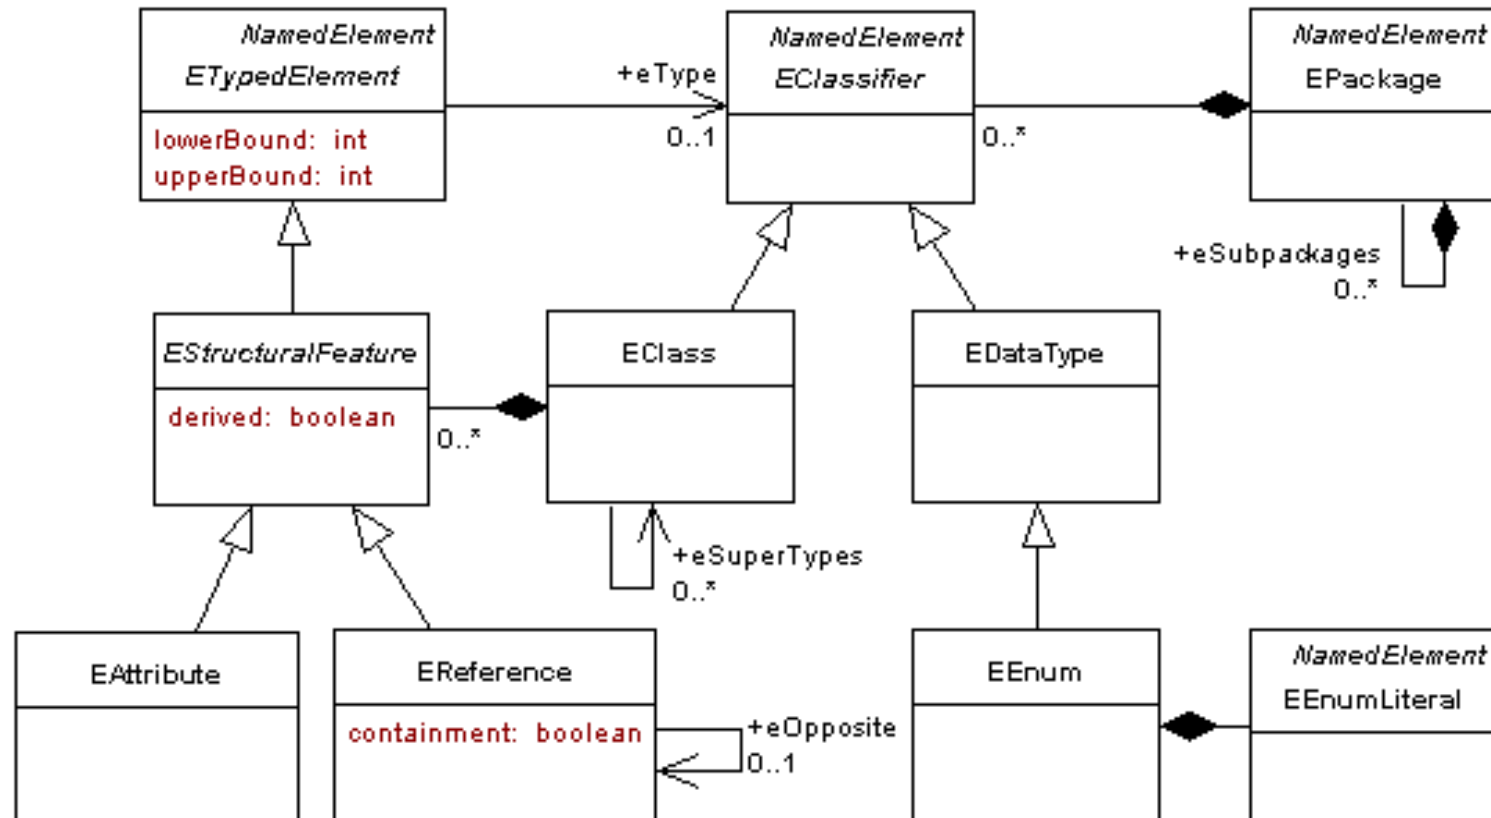 NamedElement
ETypedElement
lowerBound: int
upperBound: int
+eType
0..1
NamedElement
EClassifier
0..*
NamedElement
EPackage
+eSubpackages
0..*
EStructuralFeature
derived: boolean
0..*
EClass
+eSuperTypes
0..*
EDataType
EAttribute
EReference
containment: boolean
+eOpposite
0..1
EEnum
NamedElement
EEnumLiteral